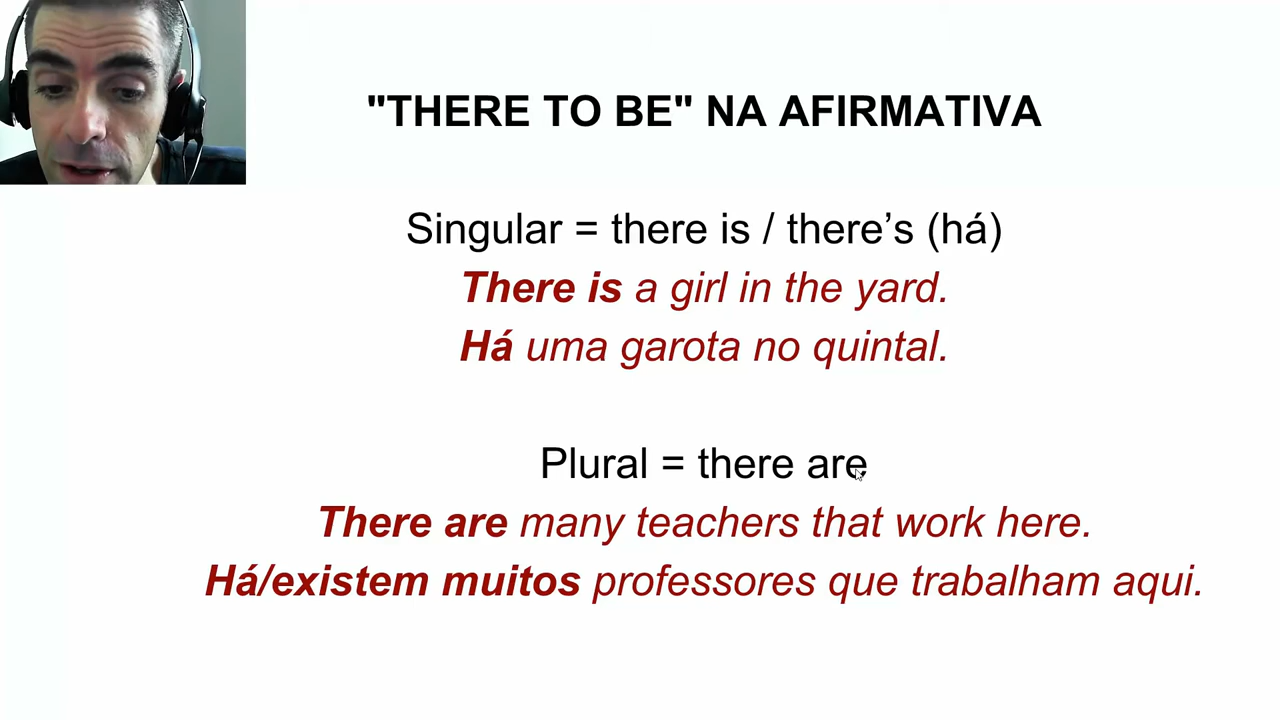 "THERE TO BE" NA AFIRMATIVA
Singular = there is / there’s (há)
There is a girl in the yard.
Há uma garota no quintal.
Plural = there are
There are many teachers that work here.
Há/existem muitos professores que trabalham aqui.